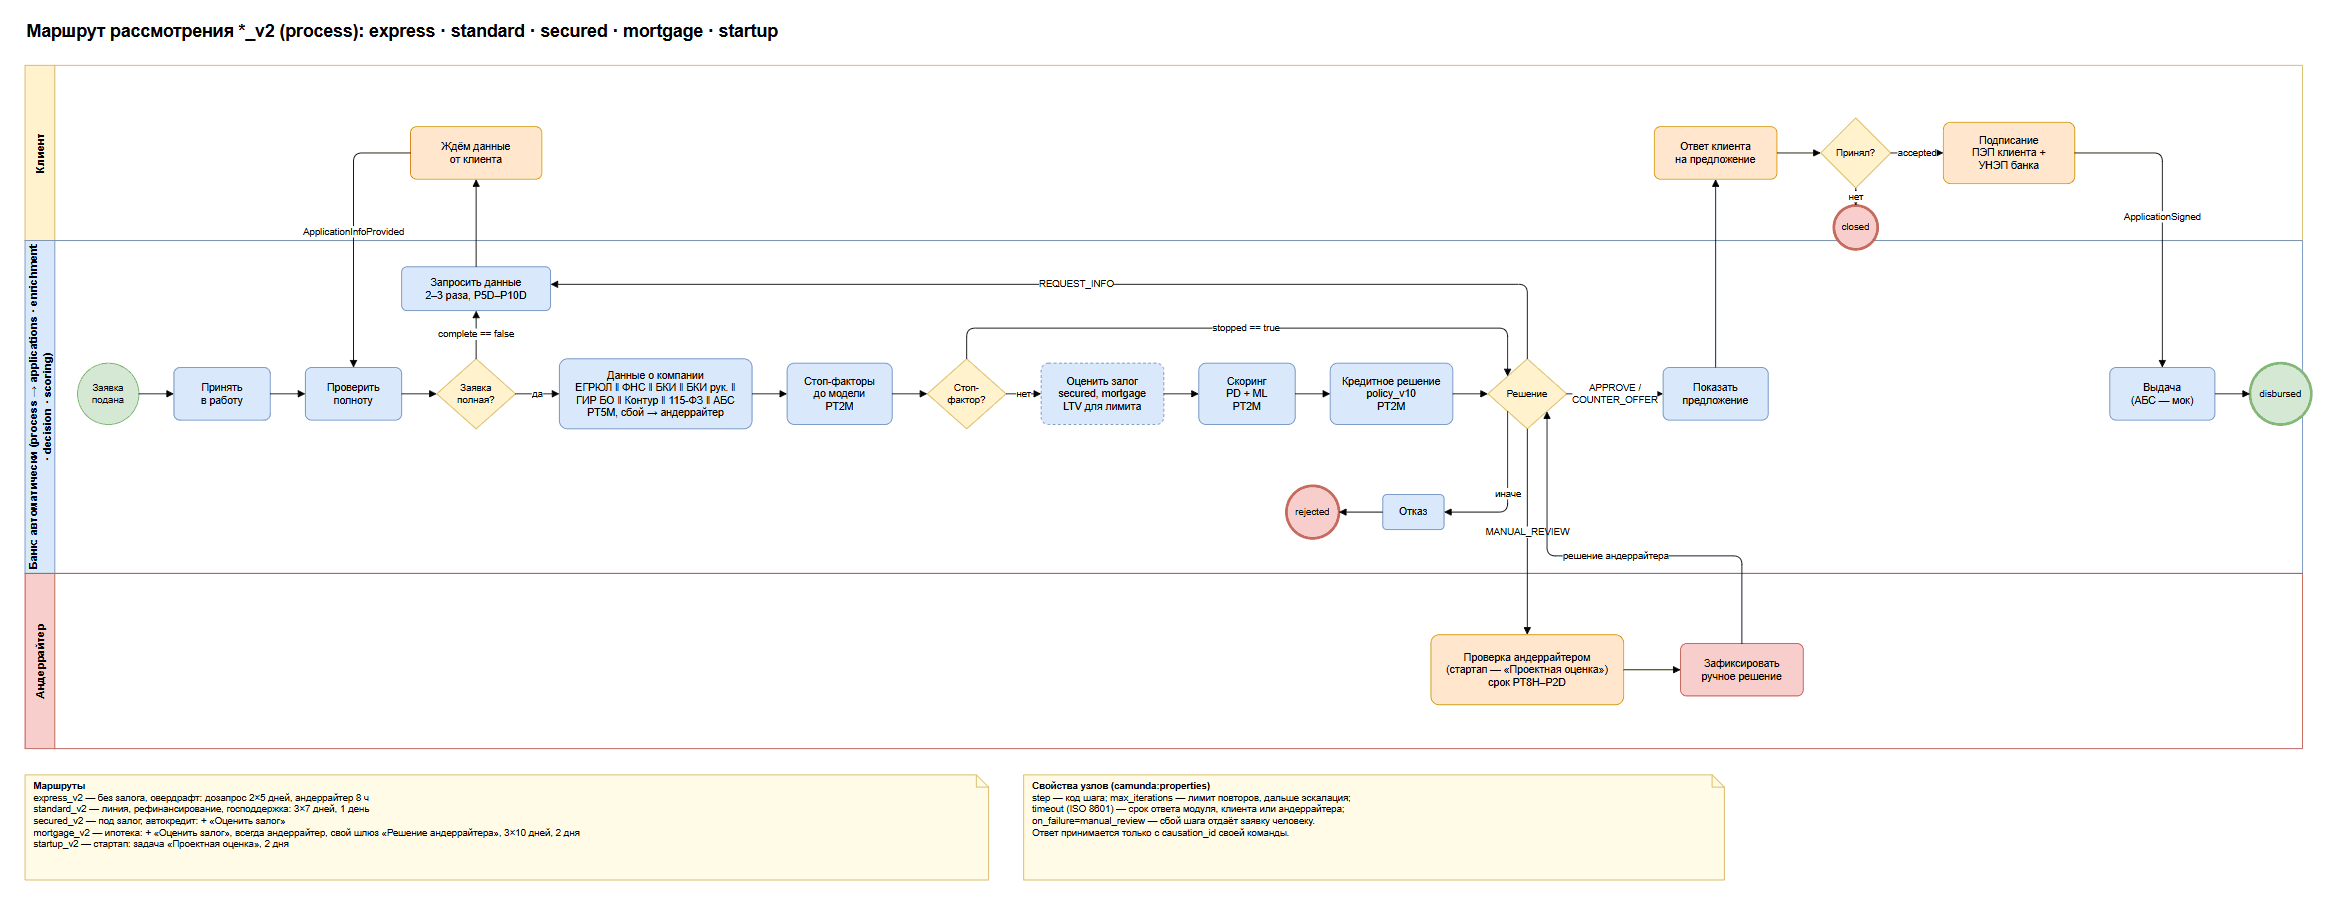 Маршрут рассмотрения *_v2 (process): express · standard · secured · mortgage · startup
Клиент
Ждём данные
от клиента
Ответ клиента
на предложение
Принял?
accepted
Подписание
ПЭП клиента +
УНЭП банка
нет
closed
ApplicationInfoProvided
ApplicationSigned
Банк: автоматически (process → applications · enrichment
· decision · scoring)
Запросить данные
2–3 раза, P5D–P10D
REQUEST_INFO
complete == false
stopped == true
Заявка
подана
Принять
в работу
Проверить
полноту
Заявка
полная?
да
Данные о компании
ЕГРЮЛ ‖ ФНС ‖ БКИ ‖ БКИ рук. ‖
ГИР БО ‖ Контур ‖ 115-ФЗ ‖ АБС
PT5M, сбой → андеррайтер
Стоп-факторы
до модели
PT2M
Стоп-
фактор?
нет
Оценить залог
secured, mortgage
LTV для лимита
Скоринг
PD + ML
PT2M
Кредитное решение
policy_v10
PT2M
Решение
APPROVE /
COUNTER_OFFER
Показать
предложение
Выдача
(АБС — мок)
disbursed
иначе
rejected
Отказ
MANUAL_REVIEW
решение андеррайтера
Андеррайтер
Проверка андеррайтером
(стартап — «Проектная оценка»)
срок PT8H–P2D
Зафиксировать
ручное решение
Маршруты
express_v2 — без залога, овердрафт: дозапрос 2×5 дней, андеррайтер 8 ч
standard_v2 — линия, рефинансирование, господдержка: 3×7 дней, 1 день
secured_v2 — под залог, автокредит: + «Оценить залог»
mortgage_v2 — ипотека: + «Оценить залог», всегда андеррайтер, свой шлюз «Решение андеррайтера», 3×10 дней, 2 дня
startup_v2 — стартап: задача «Проектная оценка», 2 дня
Свойства узлов (camunda:properties)
step — код шага; max_iterations — лимит повторов, дальше эскалация;
timeout (ISO 8601) — срок ответа модуля, клиента или андеррайтера;
on_failure=manual_review — сбой шага отдаёт заявку человеку.
Ответ принимается только с causation_id своей команды.